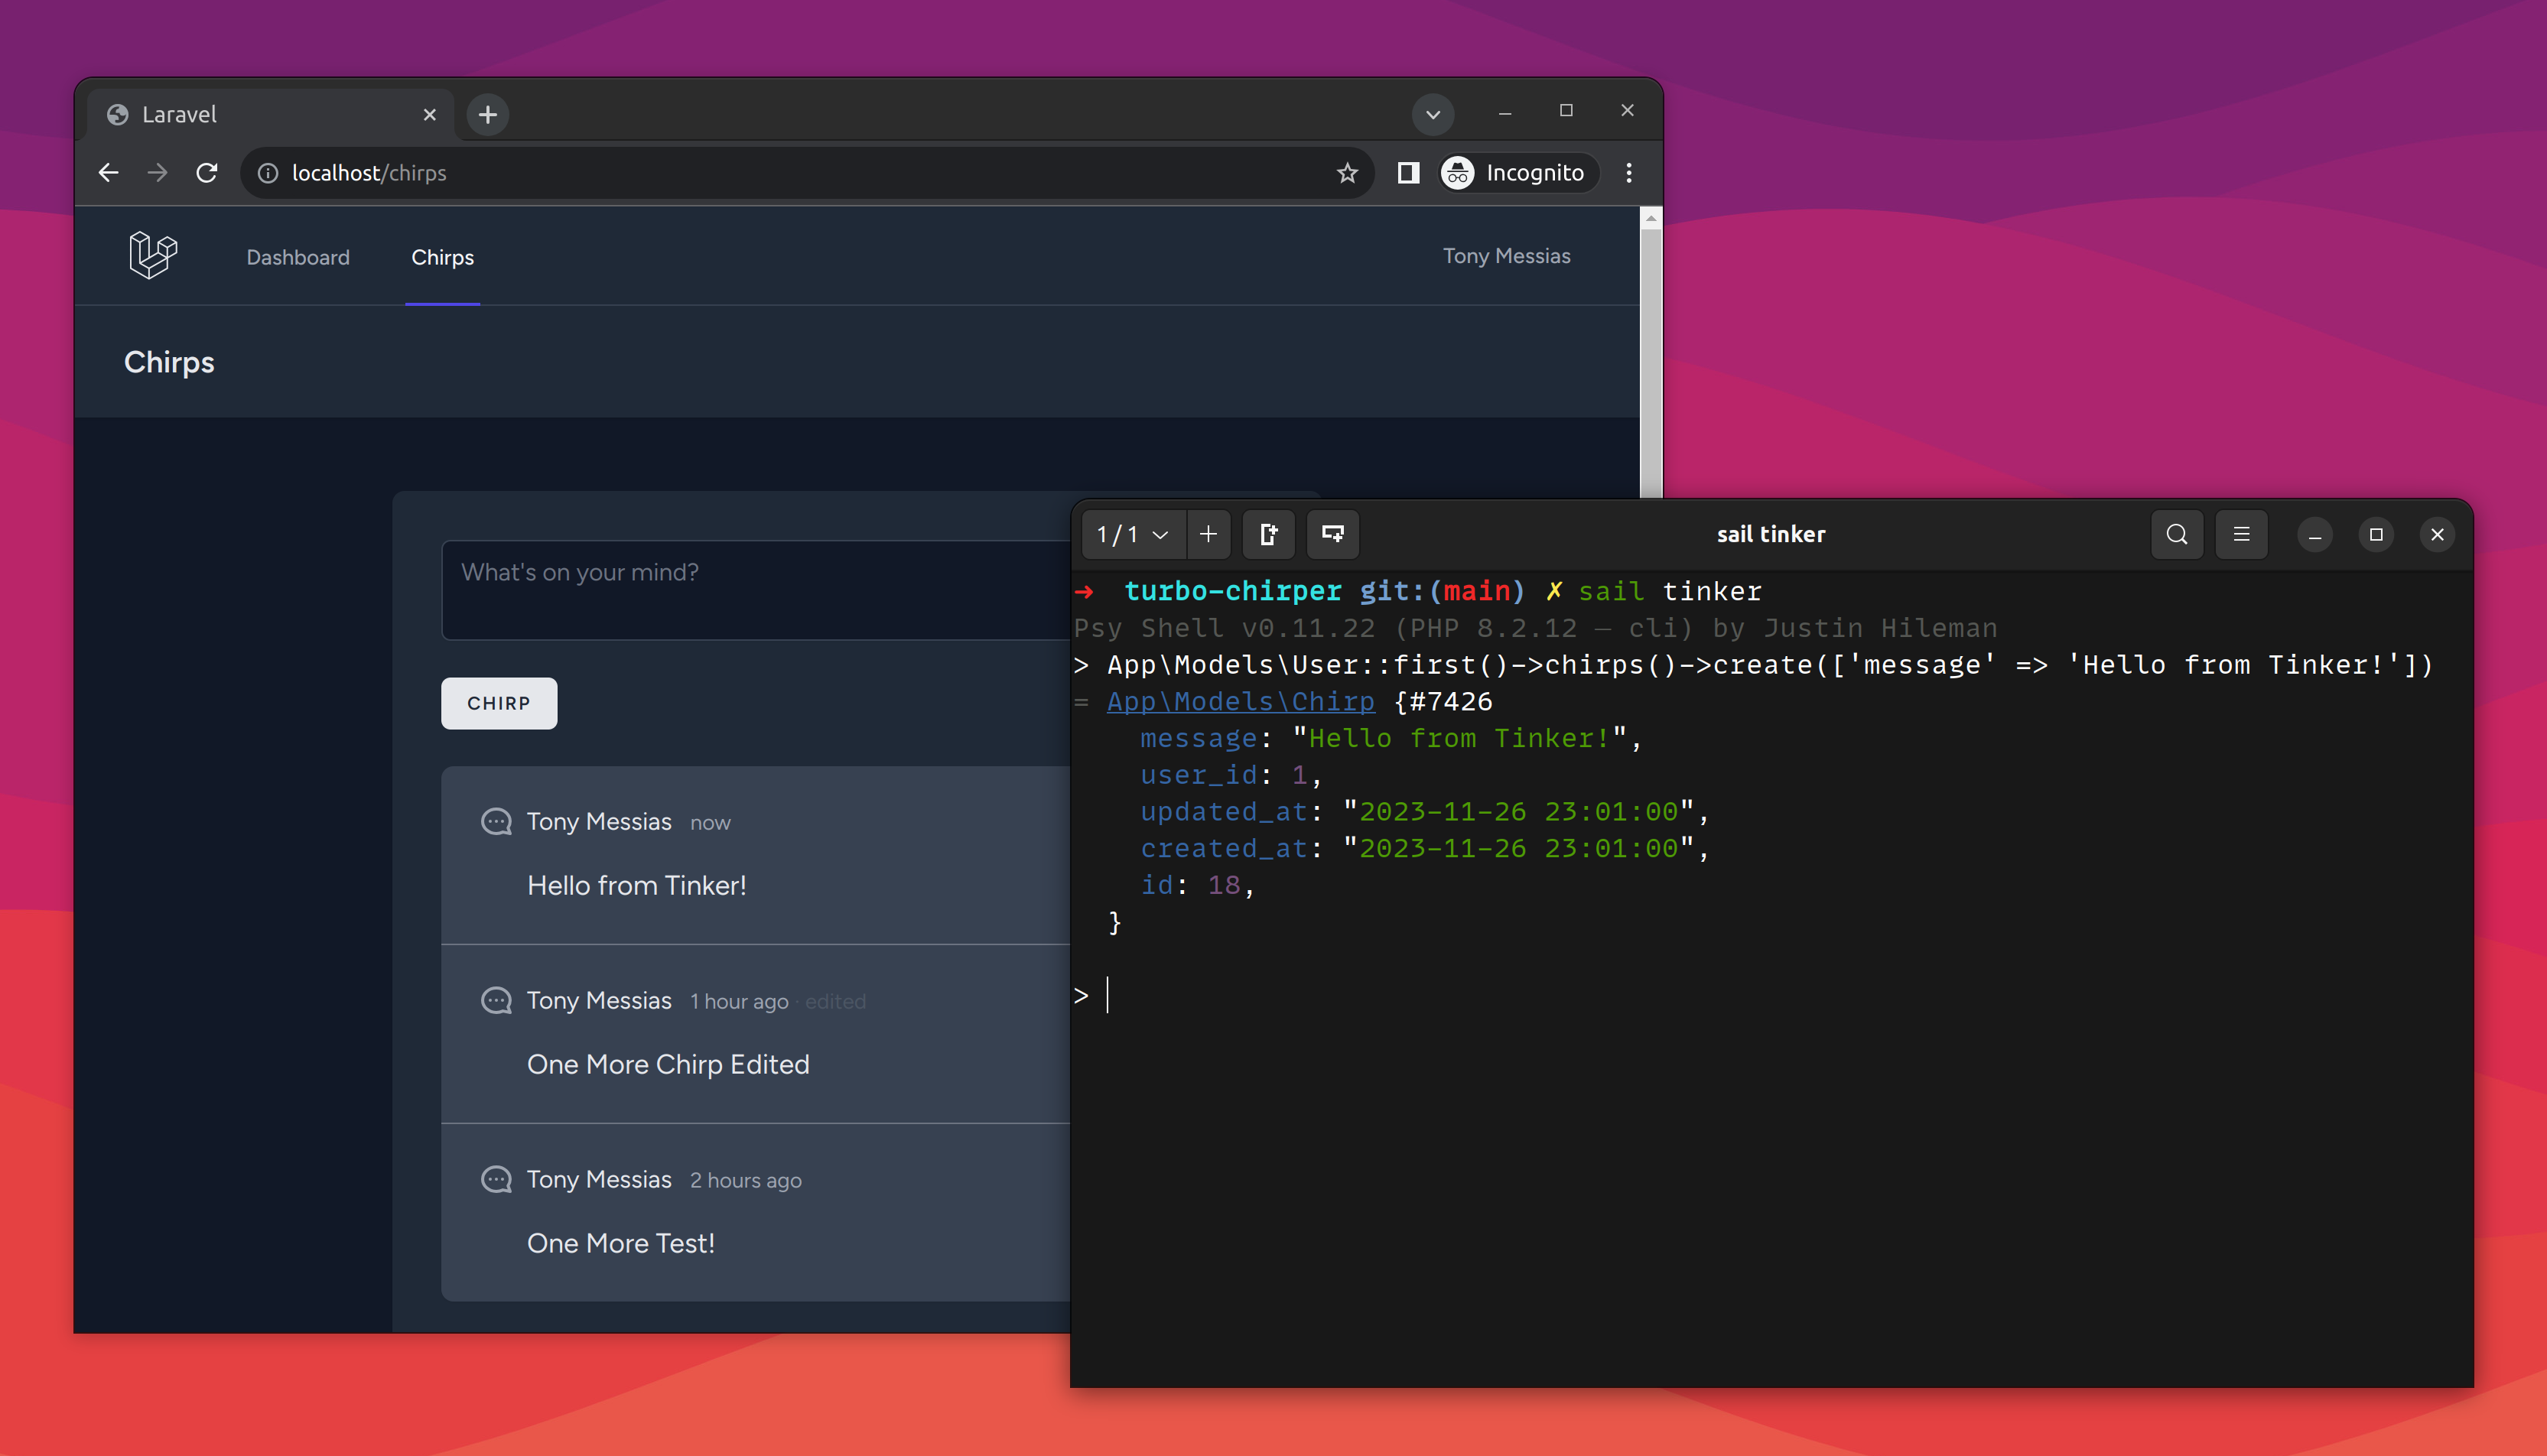 Laravel
localhost/chirps
Incognito
Dashboard
Chirps
Tony Messias
Chirps
What's on your mind?
CHIRP
Tony Messias now
Hello from Tinker!
Tony Messias 1 hour ago · edited
One More Chirp Edited
Tony Messias 2 hours ago
One More Test!
1 / 1
sail tinker
➜ turbo-chirper git:(main) ✗ sail tinker
Psy Shell v0.11.22 (PHP 8.2.12 — cli) by Justin Hileman
> App\Models\User::first()->chirps()->create(['message' => 'Hello from Tinker!'])
= App\Models\Chirp {#7426
message: "Hello from Tinker!",
user_id: 1,
updated_at: "2023-11-26 23:01:00",
created_at: "2023-11-26 23:01:00",
id: 18,
}
>